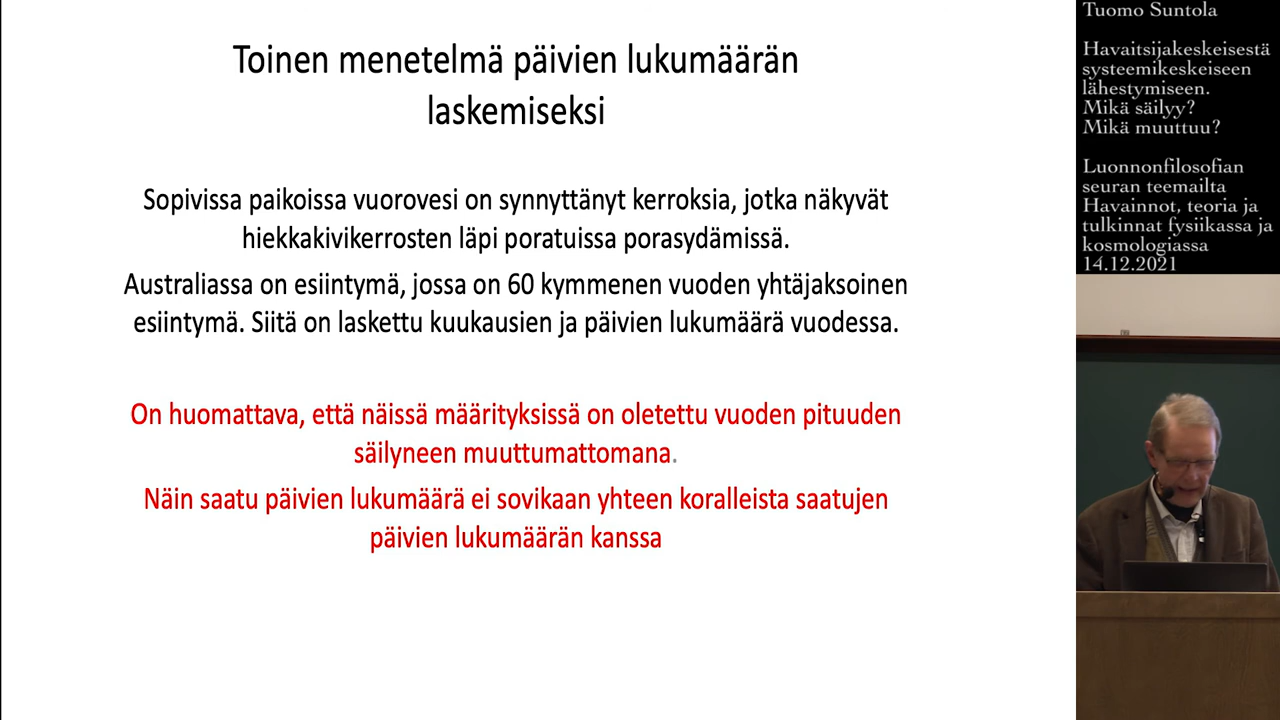 Toinen menetelmä päivien lukumäärän
laskemiseksi
Sopivissa paikoissa vuorovesi on synnyttänyt kerroksia, jotka näkyvät
hiekkakivikerrosten läpi poratuissa porasydämissä.
Australiassa on esiintymä, jossa on 60 kymmenen vuoden yhtäjaksoinen
esiintymä. Siitä on laskettu kuukausien ja päivien lukumäärä vuodessa.
On huomattava, että näissä määrityksissä on oletettu vuoden pituuden
säilyneen muuttumattomana.
Näin saatu päivien lukumäärä ei sovikaan yhteen koralleista saatujen
päivien lukumäärän kanssa
Tuomo Suntola
Havaitsijakeskeisestä
systeemikeskeiseen
lähestymiseen.
Mikä säilyy?
Mikä muuttuu?
Luonnonfilosofian
seuran teemailta
Havainnot, teoria ja
tulkinnat fysiikassa ja
kosmologiassa
14.12.2021